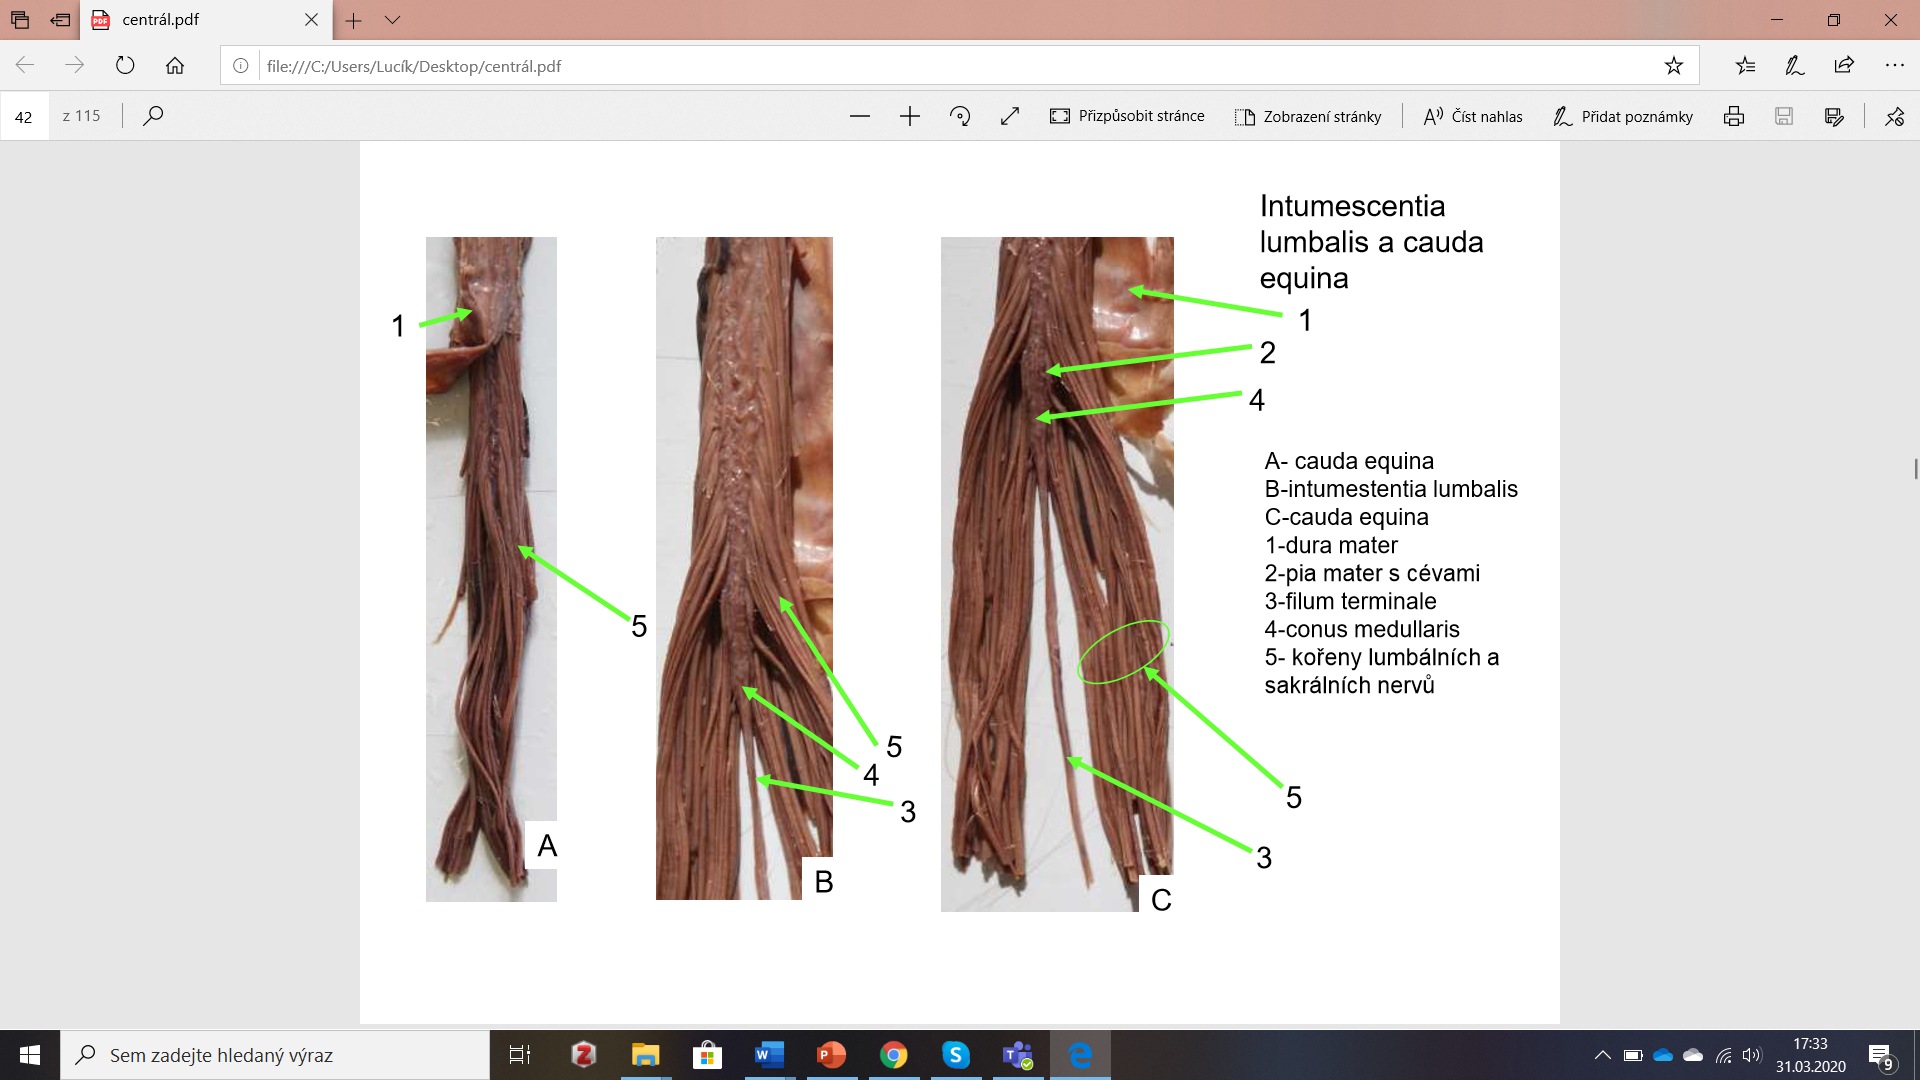 centrál.pdf
file:///C:/Users/Lucík/Desktop/centrál.pdf
42 z 115
Přizpůsobit stránce
Zobrazení stránky
Číst nahlas
Přidat poznámky
Intumescentia
lumbalis a cauda
equina
1
5
A
5
4
3
B
1
2
4
5
3
C
A- cauda equina
B-intumestentia lumbalis
C-cauda equina
1-dura mater
2-pia mater s cévami
3-filum terminale
4-conus medullaris
5- kořeny lumbálních a
sakrálních nervů
Sem zadejte hledaný výraz
17:33
31.03.2020
9